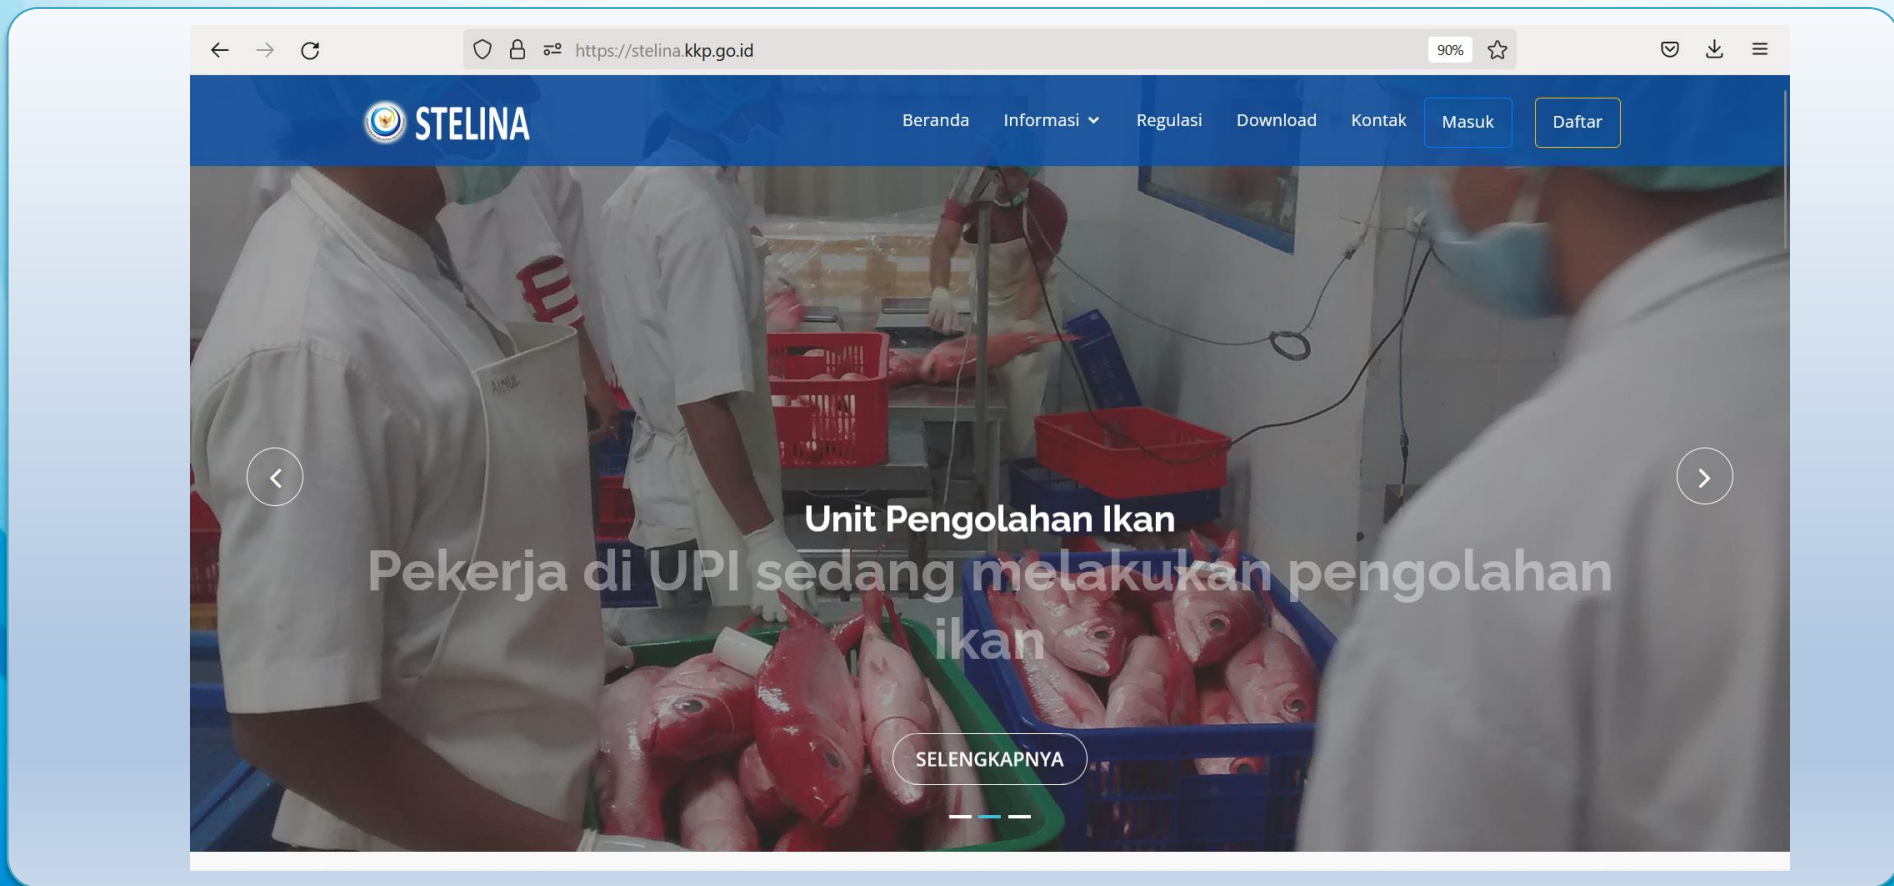 https://stelina.kkp.go.id 90%
STELINA Beranda Informasi Regulasi Download Kontak Masuk Daftar
AINUL
Unit Pengolahan Ikan
Pekerja di UPI sedang melakukan pengolahan
ikan
SELENGKAPNYA